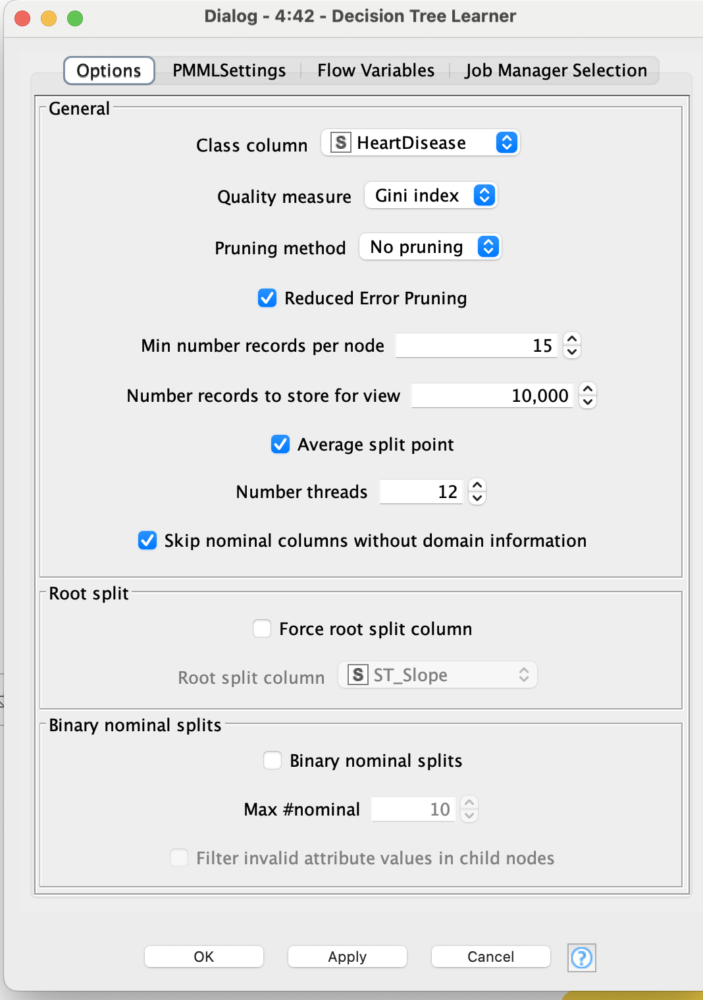 Dialog - 4:42 - Decision Tree Learner
Options PMMLSettings Flow Variables Job Manager Selection
General
Class column S HeartDisease
Quality measure Gini index
Pruning method No pruning
Reduced Error Pruning
Min number records per node 15
Number records to store for view 10,000
Average split point
Number threads 12
Skip nominal columns without domain information
Root split
Force root split column
Root split column S ST_Slope
Binary nominal splits
Binary nominal splits
Max #nominal 10
Filter invalid attribute values in child nodes
OK Apply Cancel ?